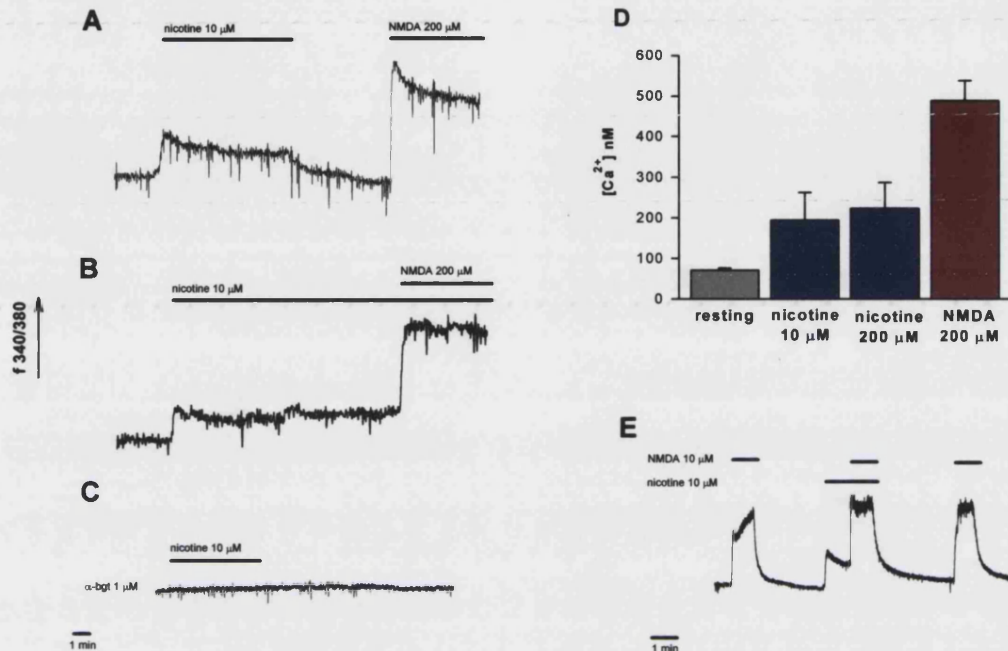 A
nicotine 10 µM
NMDA 200 µM
B
NMDA 200 µM
nicotine 10 µM
f 340/380
C
nicotine 10 µM
α-bgt 1 µM
1 min
D
[Ca2+] nM
600
500
400
300
200
100
0
resting
nicotine 10 µM
nicotine 200 µM
NMDA 200 µM
E
NMDA 10 µM
nicotine 10 µM
1 min